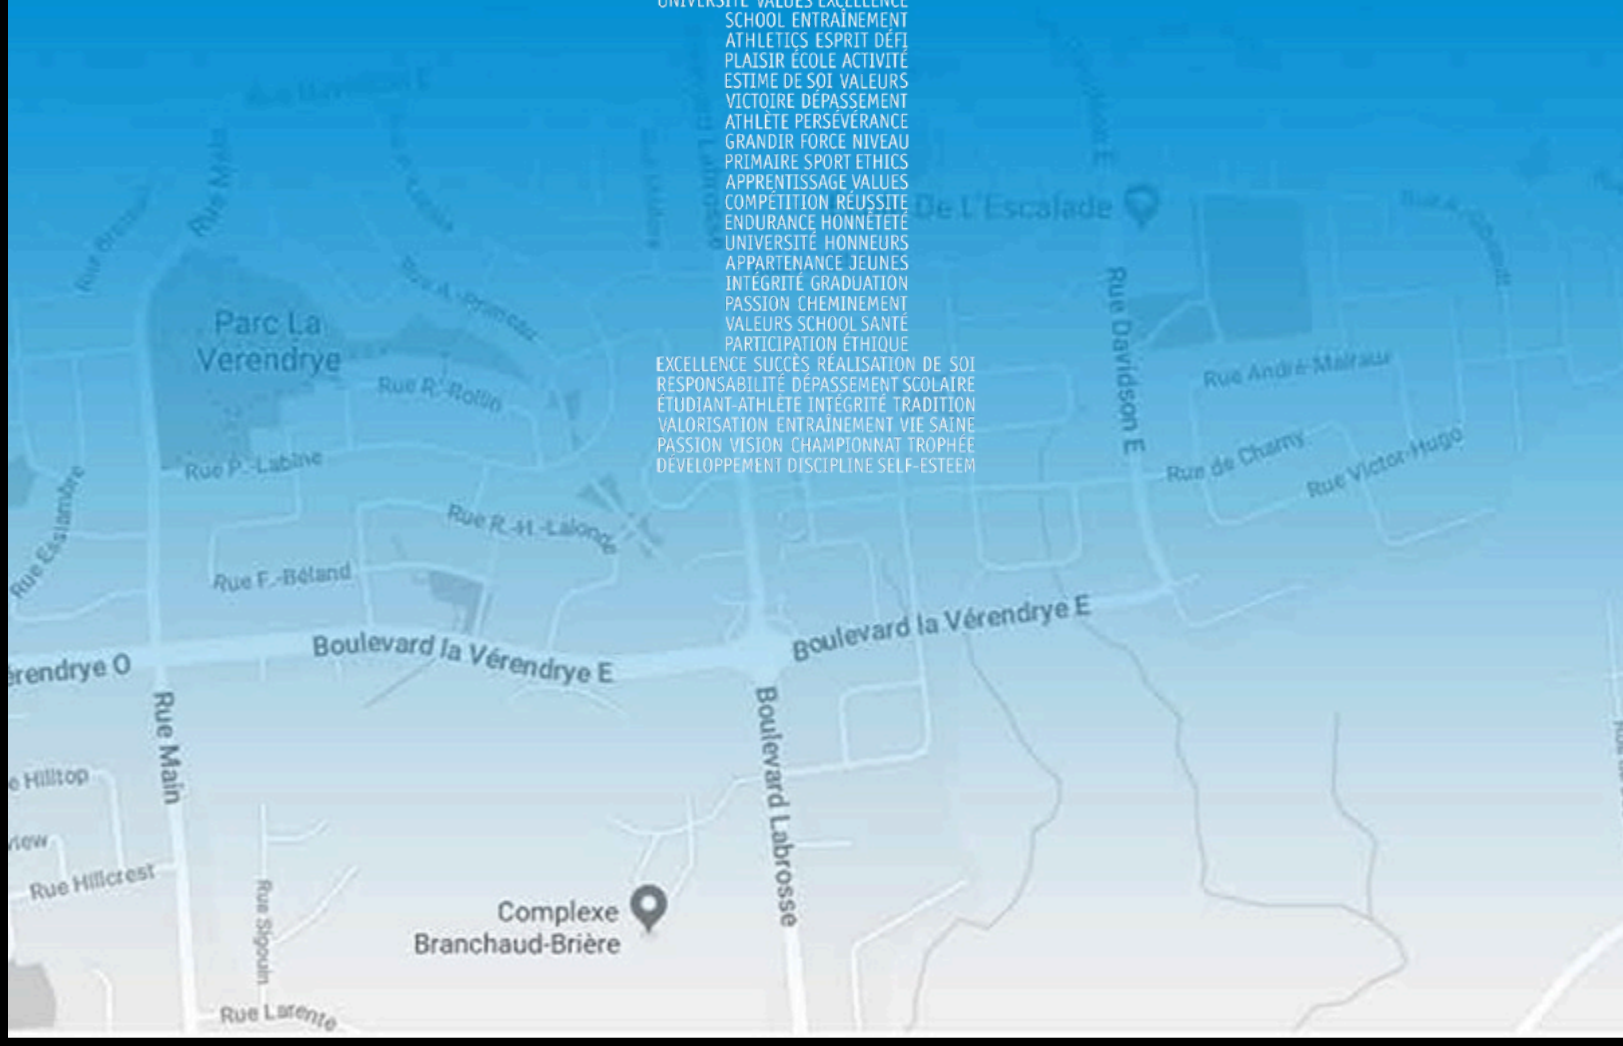 UNIVERSITÉ VALUES EXCELLENCE
SCHOOL ENTRAÎNEMENT
ATHLETICS ESPRIT DÉFI
PLAISIR ÉCOLE ACTIVITÉ
ESTIME DE SOI VALEURS
VICTOIRE DÉPASSEMENT
ATHLÈTE PERSÉVÉRANCE
GRANDIR FORCE NIVEAU
PRIMAIRE SPORT ETHICS
APPRENTISSAGE VALUES
COMPÉTITION RÉUSSITE
ENDURANCE HONNÊTETÉ
UNIVERSITÉ HONNEURS
APPARTENANCE JEUNES
INTÉGRITÉ GRADUATION
PASSION CHEMINEMENT
VALEURS SCHOOL SANTÉ
PARTICIPATION ÉTHIQUE
EXCELLENCE SUCCÈS RÉALISATION DE SOI
RESPONSABILITÉ DÉPASSEMENT SCOLAIRE
ÉTUDIANT-ATHLÈTE INTÉGRITÉ TRADITION
VALORISATION ENTRAÎNEMENT VIE SAINE
PASSION VISION CHAMPIONNAT TROPHÉE
DÉVELOPPEMENT DISCIPLINE SELF-ESTEEM
Rue Main
De L'Escalade
Parc La
Verendrye
Rue Davidson E
Rue André-Malraux
Rue R.-Rollin
Rue P.-Labine
Rue de Charny
Rue Victor-Hugo
Rue R.-H.-Lalonde
Rue F.-Béland
Boulevard la Vérendrye E
Boulevard la Vérendrye E
érendrye O
Rue Main
Boulevard Labrosse
e Hilltop
view
Rue Hillcrest
Rue Sigouin
Complexe
Branchaud-Brière
Rue Larente